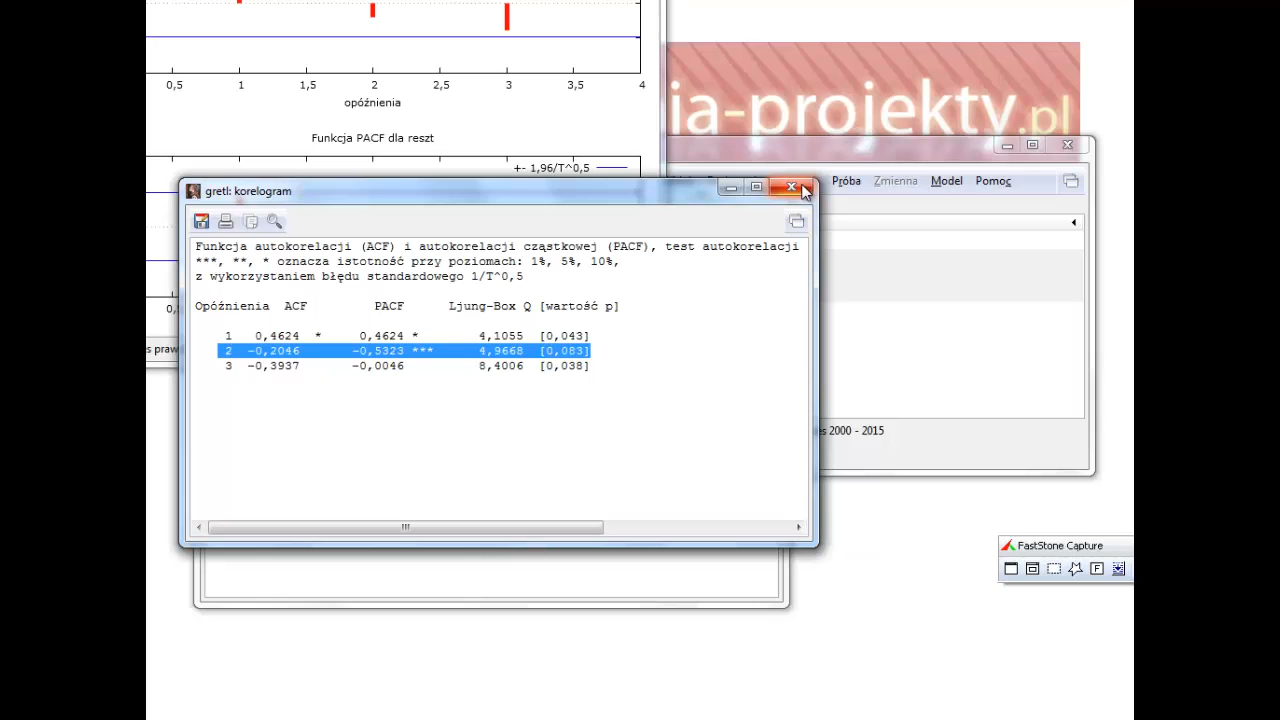 0,5 1 1,5 2 2,5 3 3,5 4
opóźnienia
Funkcja PACF dla reszt
+- 1,96/T^0,5
ia-projekty.pl
Próba Zmienna Model Pomoc
gretl: korelogram
Funkcja autokorelacji (ACF) i autokorelacji cząstkowej (PACF), test autokorelacji
***, **, * oznacza istotność przy poziomach: 1%, 5%, 10%,
z wykorzystaniem błędu standardowego 1/T^0,5
Opóźnienia ACF PACF Ljung-Box Q [wartość p]
1 0,4624 * 0,4624 * 4,1055 [0,043]
2 -0,2046 -0,5323 *** 4,9668 [0,083]
3 -0,3937 -0,0046 8,4006 [0,038]
0,
s praw
es 2000 - 2015
FastStone Capture